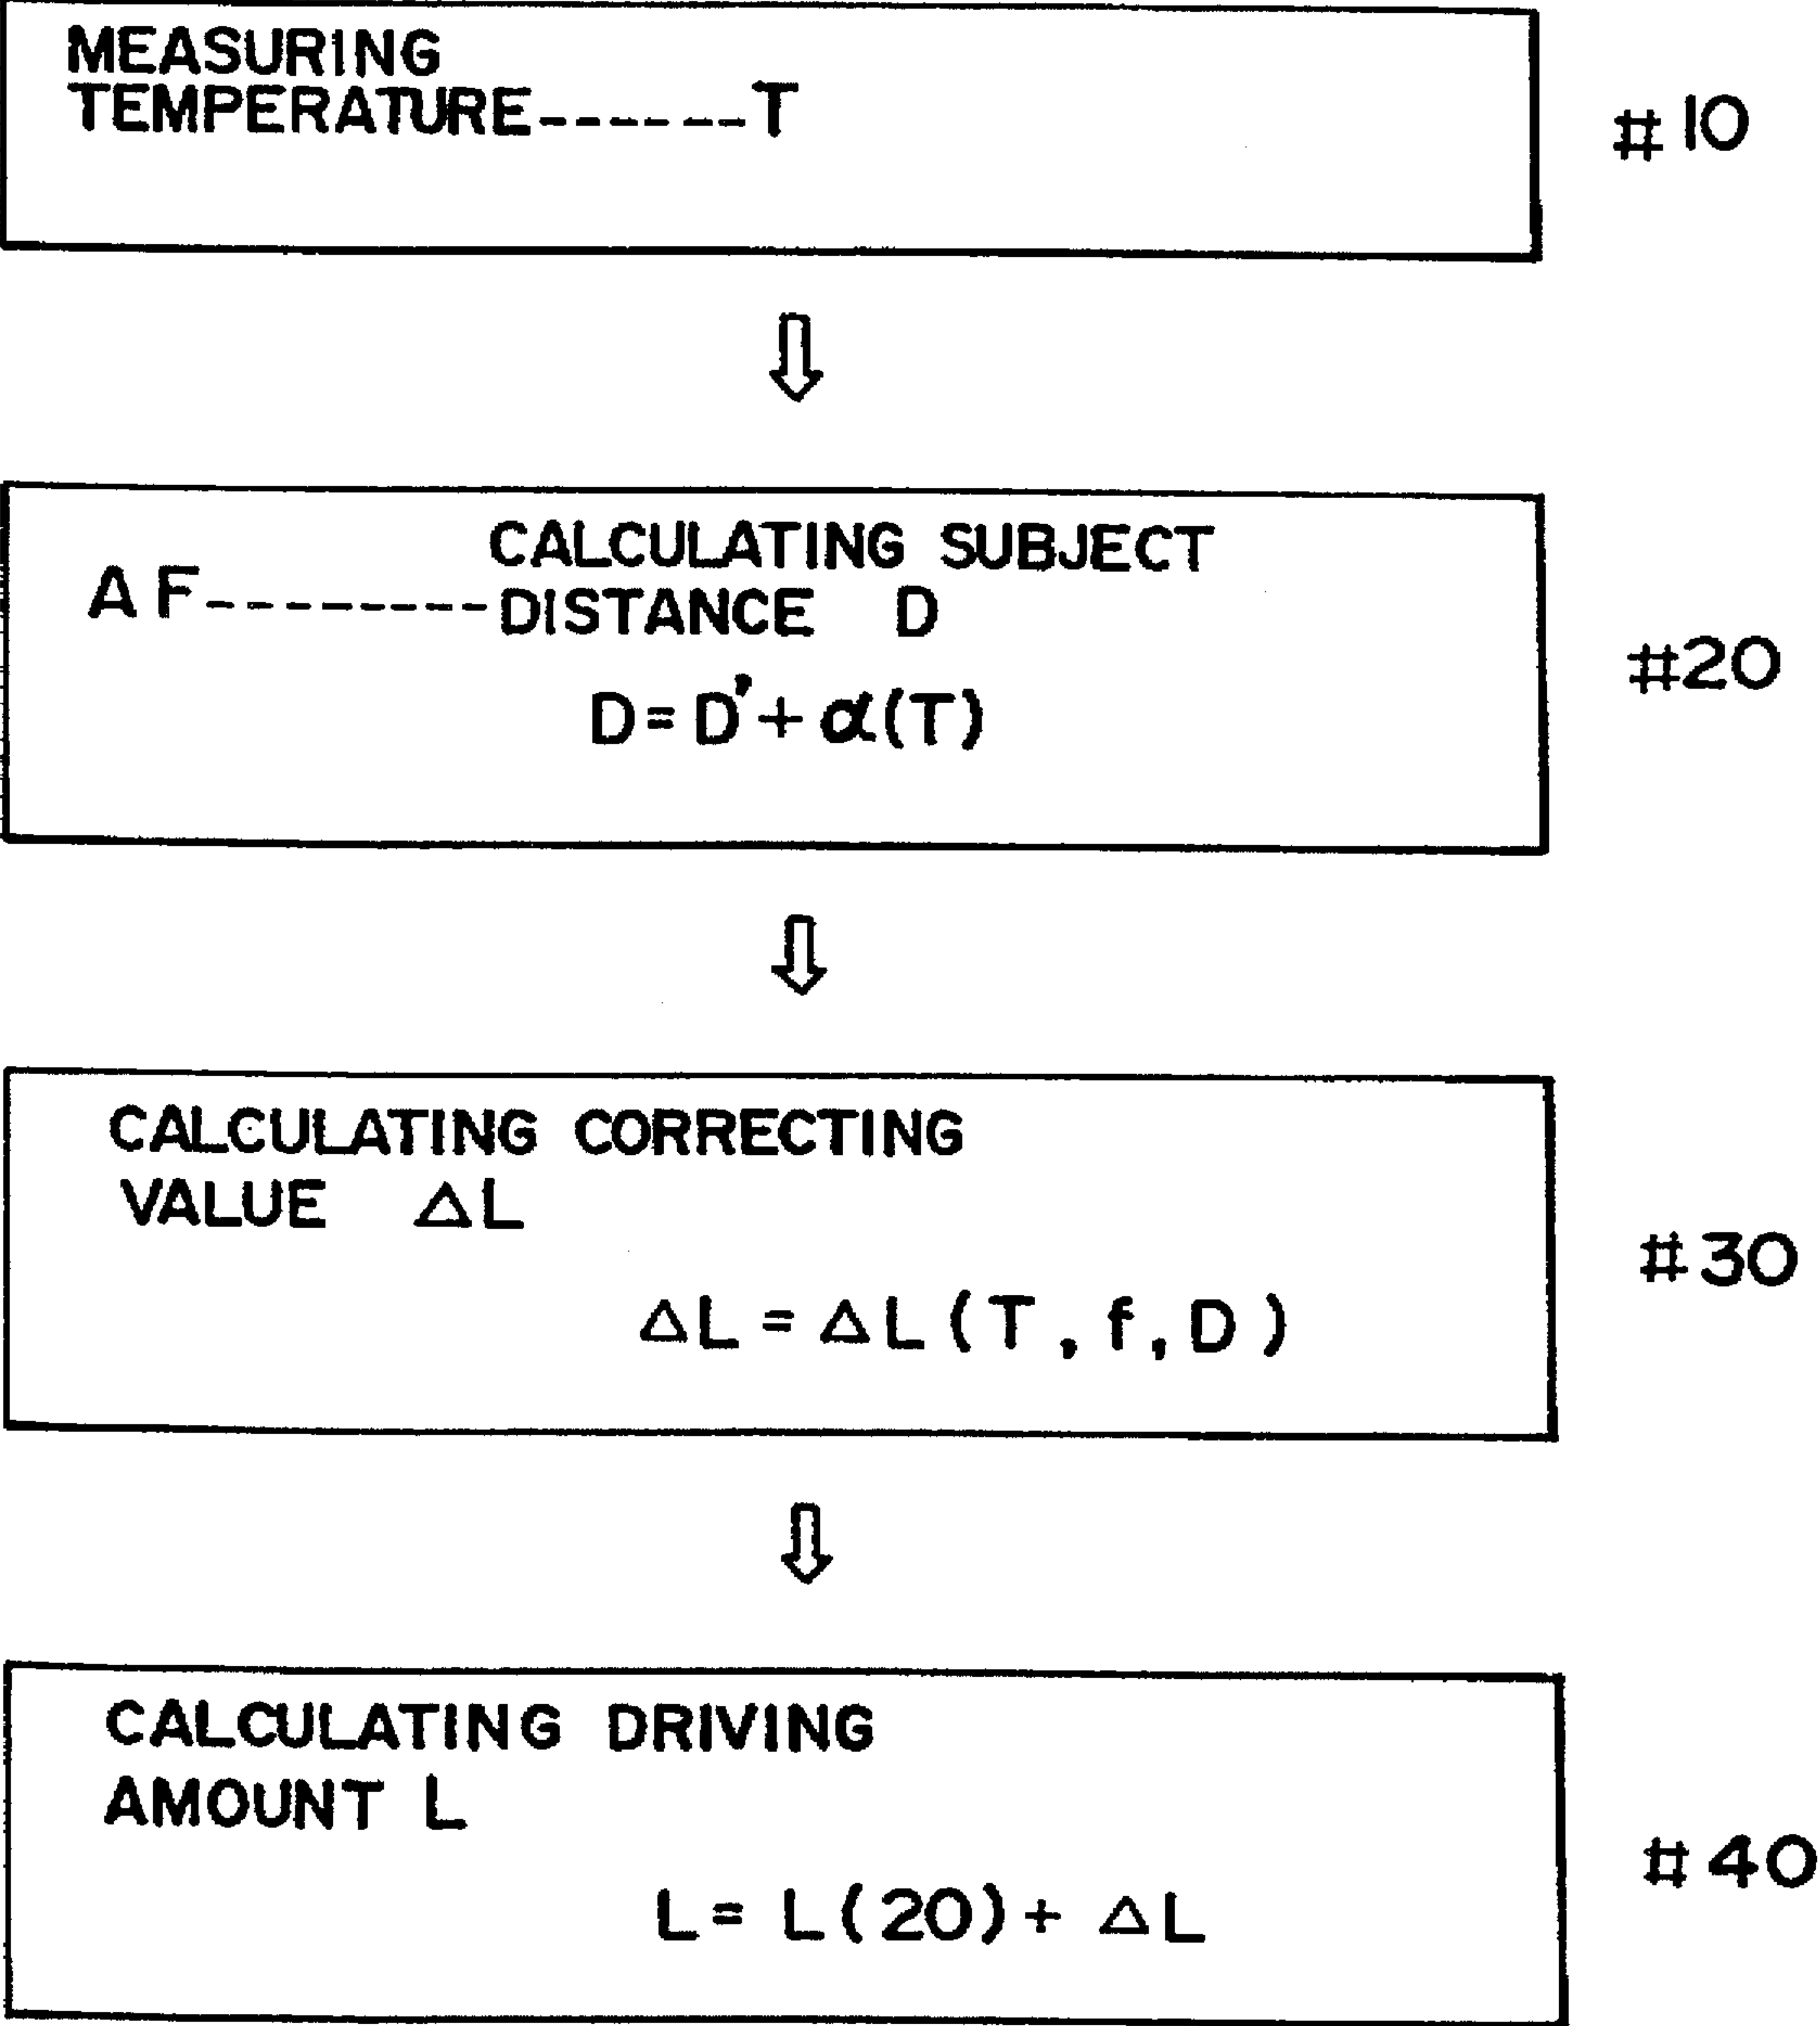 MEASURING
TEMPERATURE------T
#10
CALCULATING SUBJECT
AF--------DISTANCE D
D=D'+α(T)
#20
CALCULATING CORRECTING
VALUE ΔL
ΔL=ΔL(T,f,D)
#30
CALCULATING DRIVING
AMOUNT L
L=L(20)+ΔL
#40